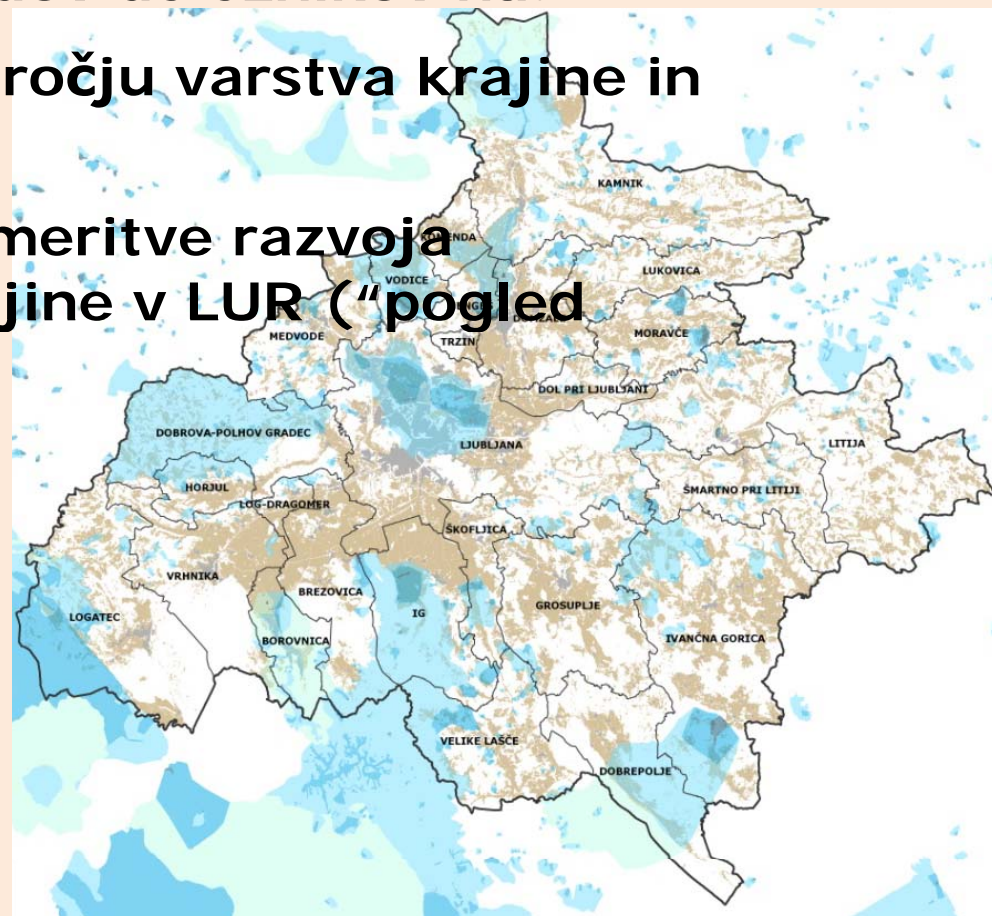 ročju varstva krajine in
KAMNIK
meritve razvoja
KOMENDA
LUKOVICA
VODICE
jine v LUR (“pogled
MORAVČE
MEDVODE
TRZIN
DOL PRI LJUBLJANI
DOBROVA-POLHOV GRADEC
LJUBLJANA
LITIJA
HORJUL
ŠMARTNO PRI LITIJI
LOG-DRAGOMER
ŠKOFLJICA
VRHNIKA
BREZOVICA
GROSUPLJE
LOGATEC
IG
BOROVNICA
IVANČNA GORICA
VELIKE LAŠČE
DOBREPOLJE